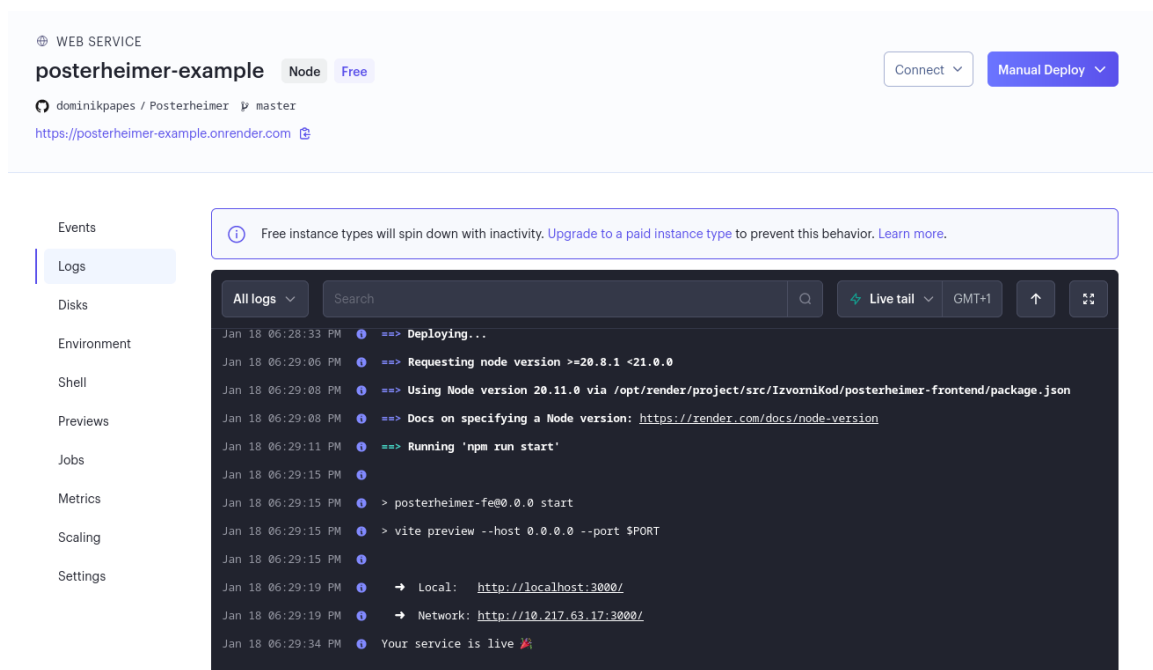 WEB SERVICE
posterheimer-example Node Free
Connect Manual Deploy
dominikpapes / Posterheimer master
https://posterheimer-example.onrender.com
Events
Logs
Disks
Environment
Shell
Previews
Jobs
Metrics
Scaling
Settings
Free instance types will spin down with inactivity. Upgrade to a paid instance type to prevent this behavior. Learn more.
All logs Search Live tail GMT+1
Jan 18 06:28:33 PM ==> Deploying...
Jan 18 06:29:06 PM ==> Requesting node version >=20.8.1 <21.0.0
Jan 18 06:29:08 PM ==> Using Node version 20.11.0 via /opt/render/project/src/IzvorniKod/posterheimer-frontend/package.json
Jan 18 06:29:08 PM ==> Docs on specifying a Node version: https://render.com/docs/node-version
Jan 18 06:29:11 PM ==> Running 'npm run start'
Jan 18 06:29:15 PM
Jan 18 06:29:15 PM > posterheimer-fe@0.0.0 start
Jan 18 06:29:15 PM > vite preview --host 0.0.0.0 --port $PORT
Jan 18 06:29:15 PM
Jan 18 06:29:19 PM ➜ Local: http://localhost:3000/
Jan 18 06:29:19 PM ➜ Network: http://10.217.63.17:3000/
Jan 18 06:29:34 PM Your service is live 🎉